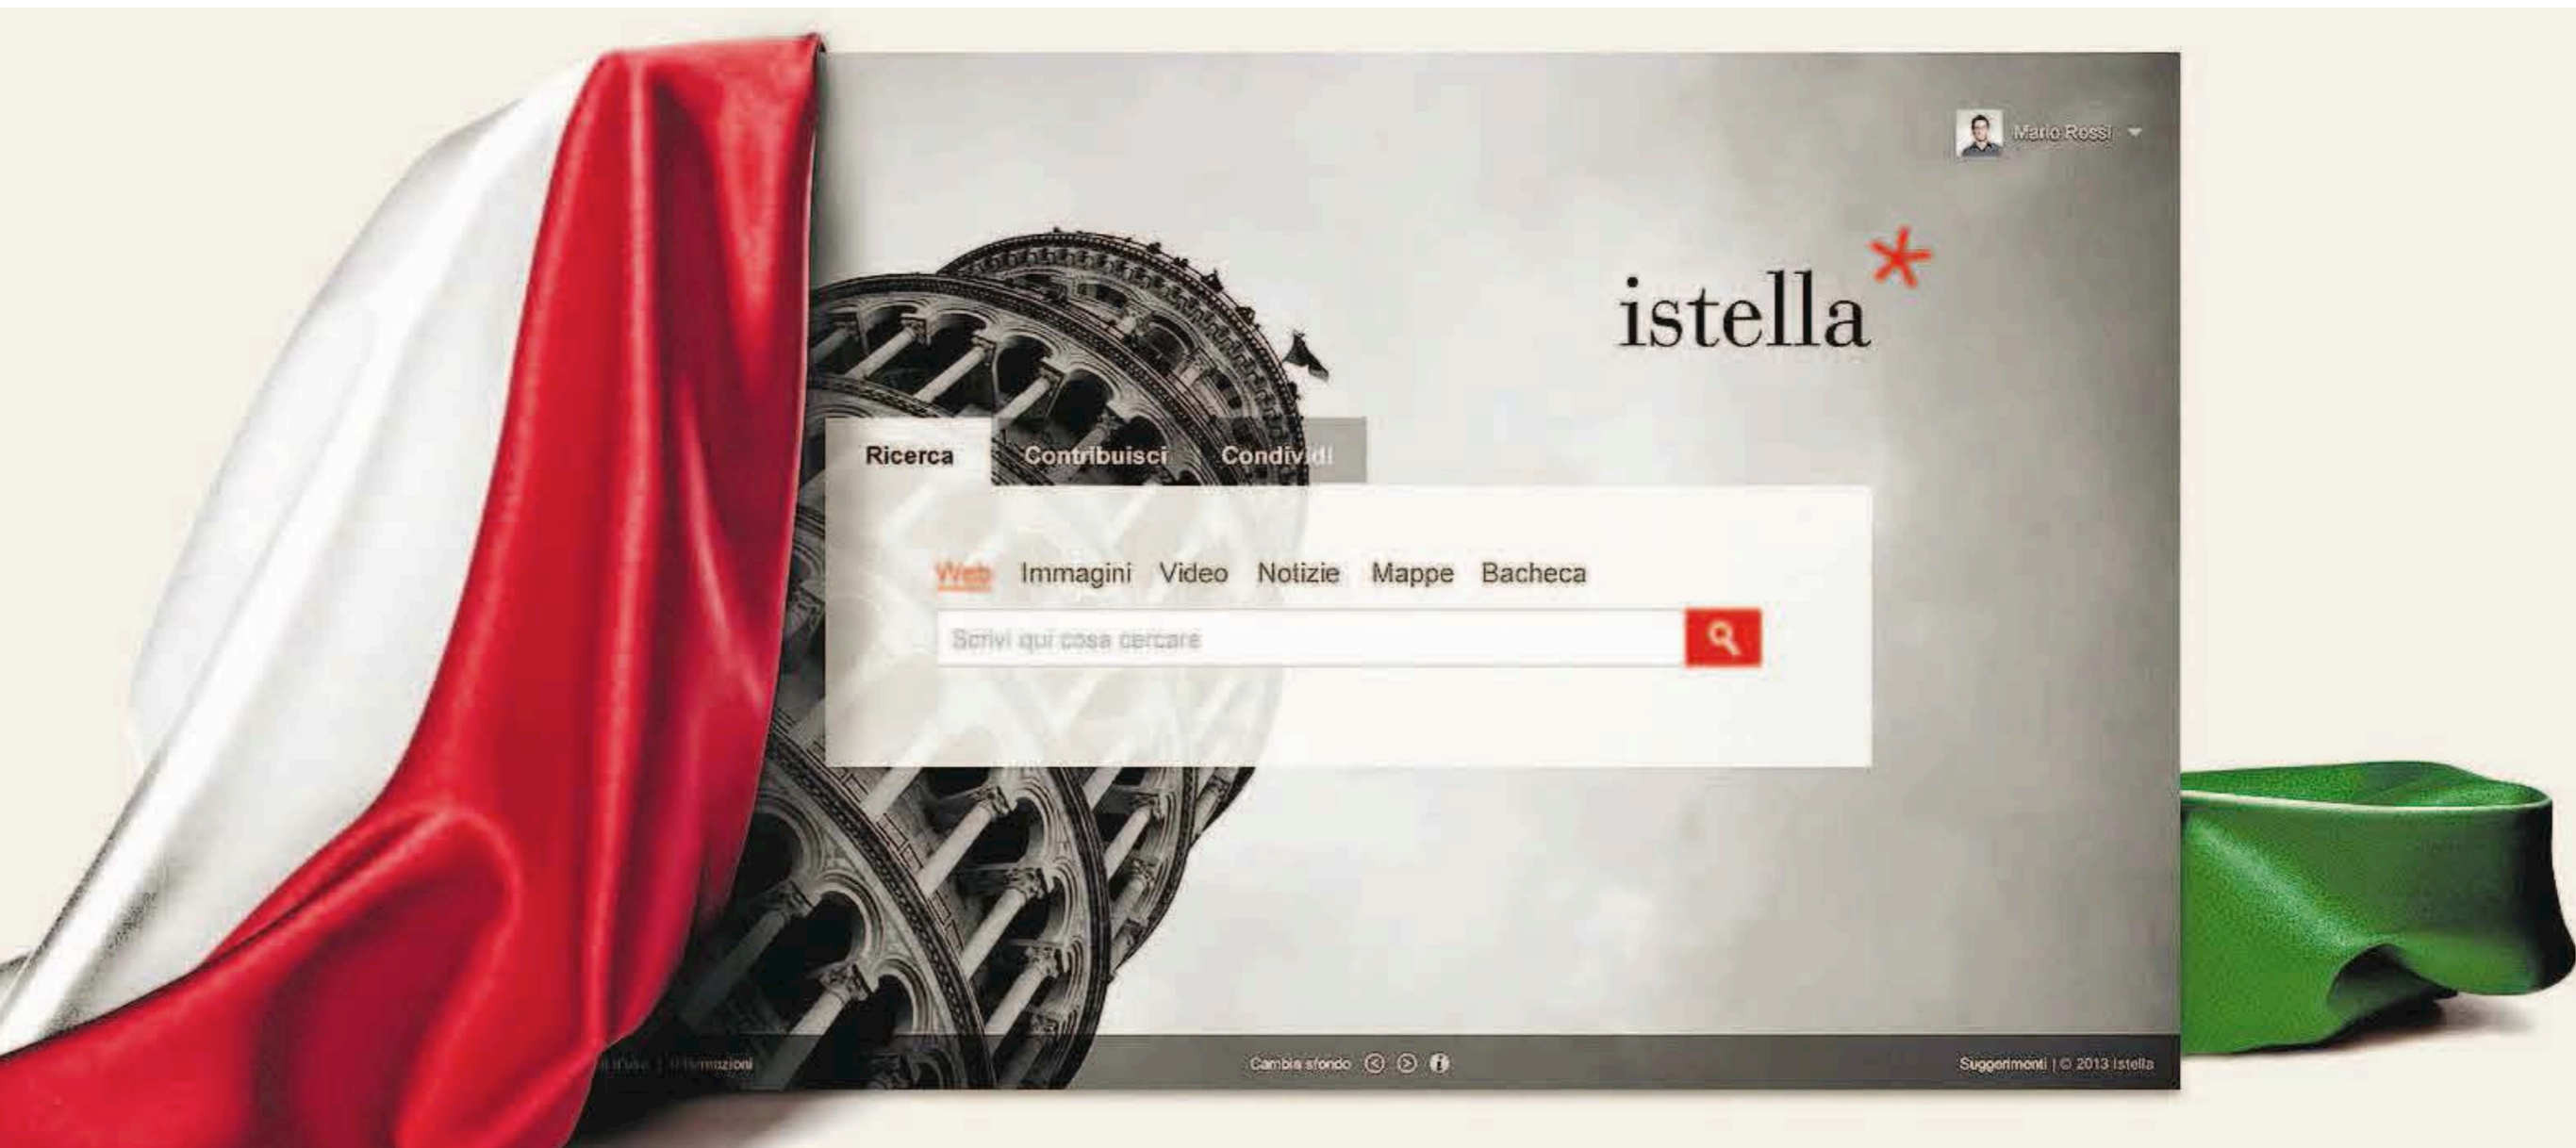 Mario Rossi
istella*
Ricerca Contribuisci Condividi
Web Immagini Video Notizie Mappe Bacheca
Scrivi qui cosa cercare
| Informazioni
Cambia sfondo
Suggerimenti | © 2013 Istella